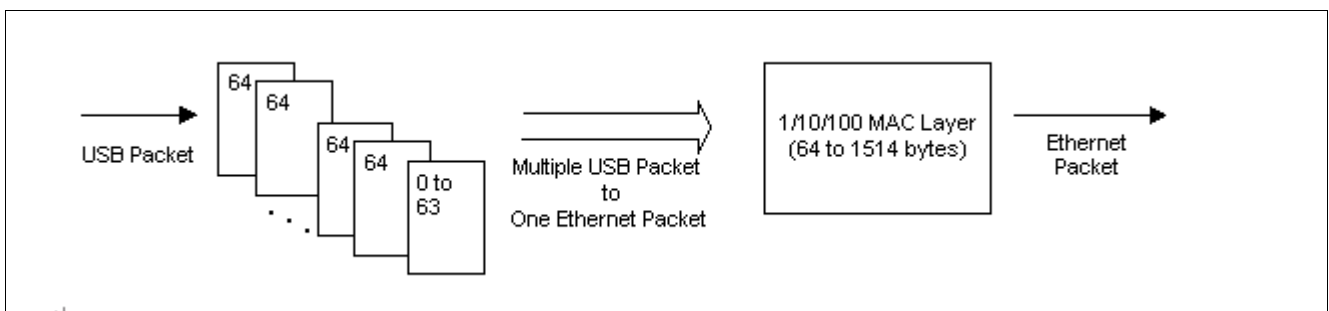 64
64
64
64
0 to
63
USB Packet
Multiple USB Packet
to
One Ethernet Packet
1/10/100 MAC Layer
(64 to 1514 bytes)
Ethernet
Packet